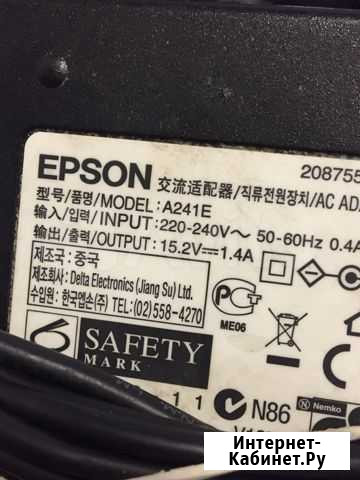 EPSON 交流适配器/직류전원장치/AC AD
208755
型号/품명/MODEL: A241E
输入/입력/INPUT: 220-240V~ 50-60Hz 0.4A
输出/출력/OUTPUT: 15.2V 1.4A
제조국: 중국
제조자: Delta Electronics (Jiang Su) Ltd.
수입원: 한국엡손(주) TEL: (02)558-4270
PCT
ME06
SAFETY
MARK
1 1
N86
Nemko
Интернет-
Кабинет.Ру